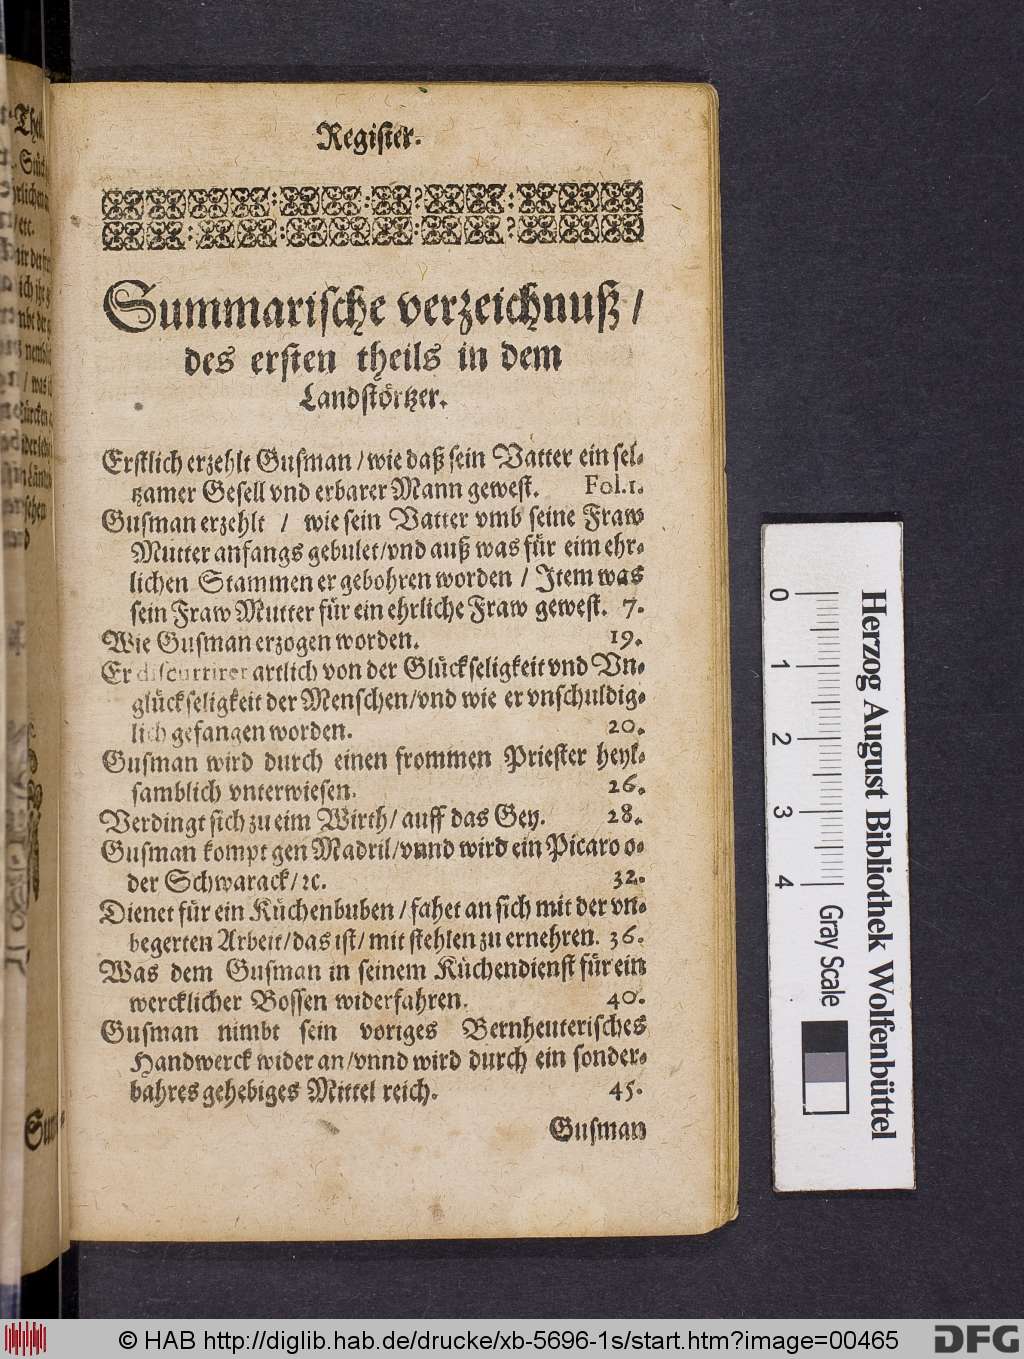 Register.
Summarische verzeichnuß /
des ersten theils in dem
Landstörtzer.
Erstlich erzehlt Gusman / wie daß sein Vatter ein sel-
tzamer Gesell vnd erbarer Mann gewest. Fol.1.
Gusman erzehlt / wie sein Vatter vmb seine Fraw
Mutter anfangs gebulet/vnd auß was für eim ehr-
lichen Stammen er gebohren worden / Item was
sein Fraw Mutter für ein ehrliche Fraw gewest. 7.
Wie Gusman erzogen worden. 19.
Er discurrirer artlich von der Glückseligkeit vnd Vn-
glückseligkeit der Menschen/vnd wie er vnschuldig-
lich gefangen worden. 20.
Gusman wird durch einen frommen Priester heyl-
samblich vnterwiesen. 26.
Verdingt sich zu eim Wirth/ auff das Gey. 28.
Gusman kompt gen Madril/vnnd wird ein Picaro o-
der Schwarack/ꝛc. 32.
Dienet für ein Küchenbuben / fahet an sich mit der vn-
begerten Arbeit/das ist/ mit stehlen zu ernehren. 36.
Was dem Gusman in seinem Küchendienst für ein
wercklicher Bossen widerfahren. 40.
Gusman nimbt sein voriges Bernheuterisches
Handwerck wider an/vnnd wird durch ein sonder-
bahres gehebiges Mittel reich. 45.
Gusman
Herzog August Bibliothek Wolfenbüttel
0 1 2 3 4 Gray Scale
© HAB http://diglib.hab.de/drucke/xb-5696-1s/start.htm?image=00465
DFG